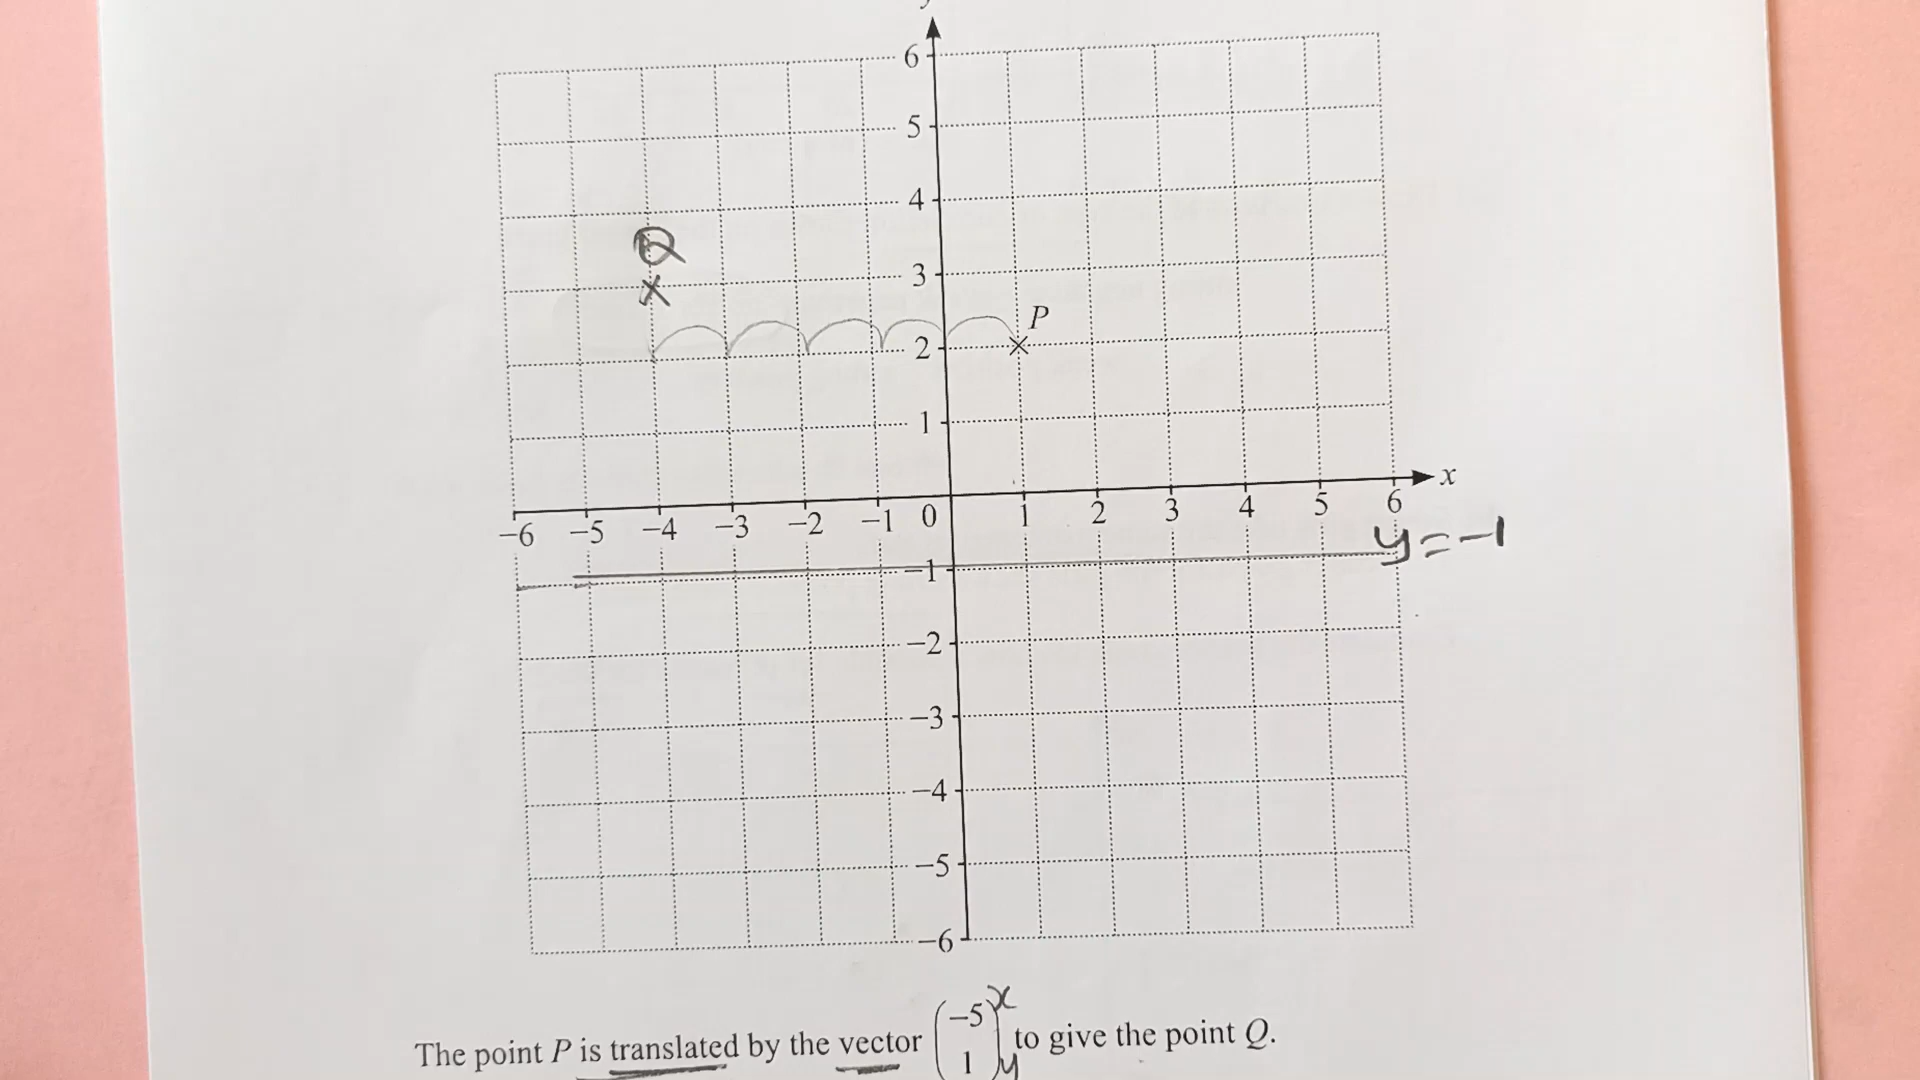 6
5
4
Q
3
P
2
1
x
-6 -5 -4 -3 -2 -1 0 1 2 3 4 5 6
y = -1
-1
-2
-3
-4
-5
-6
x
-5
The point P is translated by the vector to give the point Q.
1 y